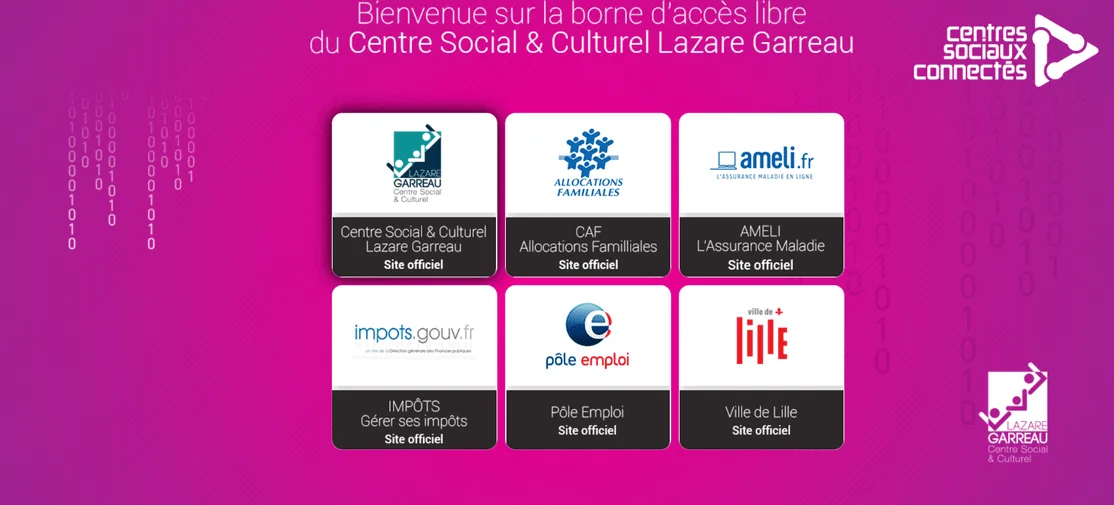 Bienvenue sur la borne d'accès libre
du Centre Social & Culturel Lazare Garreau
centres
sociaux
connectés
LAZARE
GARREAU
Centre Social
& Culturel
Centre Social & Culturel
Lazare Garreau
Site officiel
ALLOCATIONS
FAMILIALES
CAF
Allocations Familliales
Site officiel
ameli.fr
L'ASSURANCE MALADIE EN LIGNE
AMELI
L'Assurance Maladie
Site officiel
impots.gouv.fr
un site de la Direction générale des Finances publiques
IMPÔTS
Gérer ses impôts
Site officiel
pôle emploi
Pôle Emploi
Site officiel
ville de
lille
Ville de Lille
Site officiel
LAZARE
GARREAU
Centre Social
& Culturel